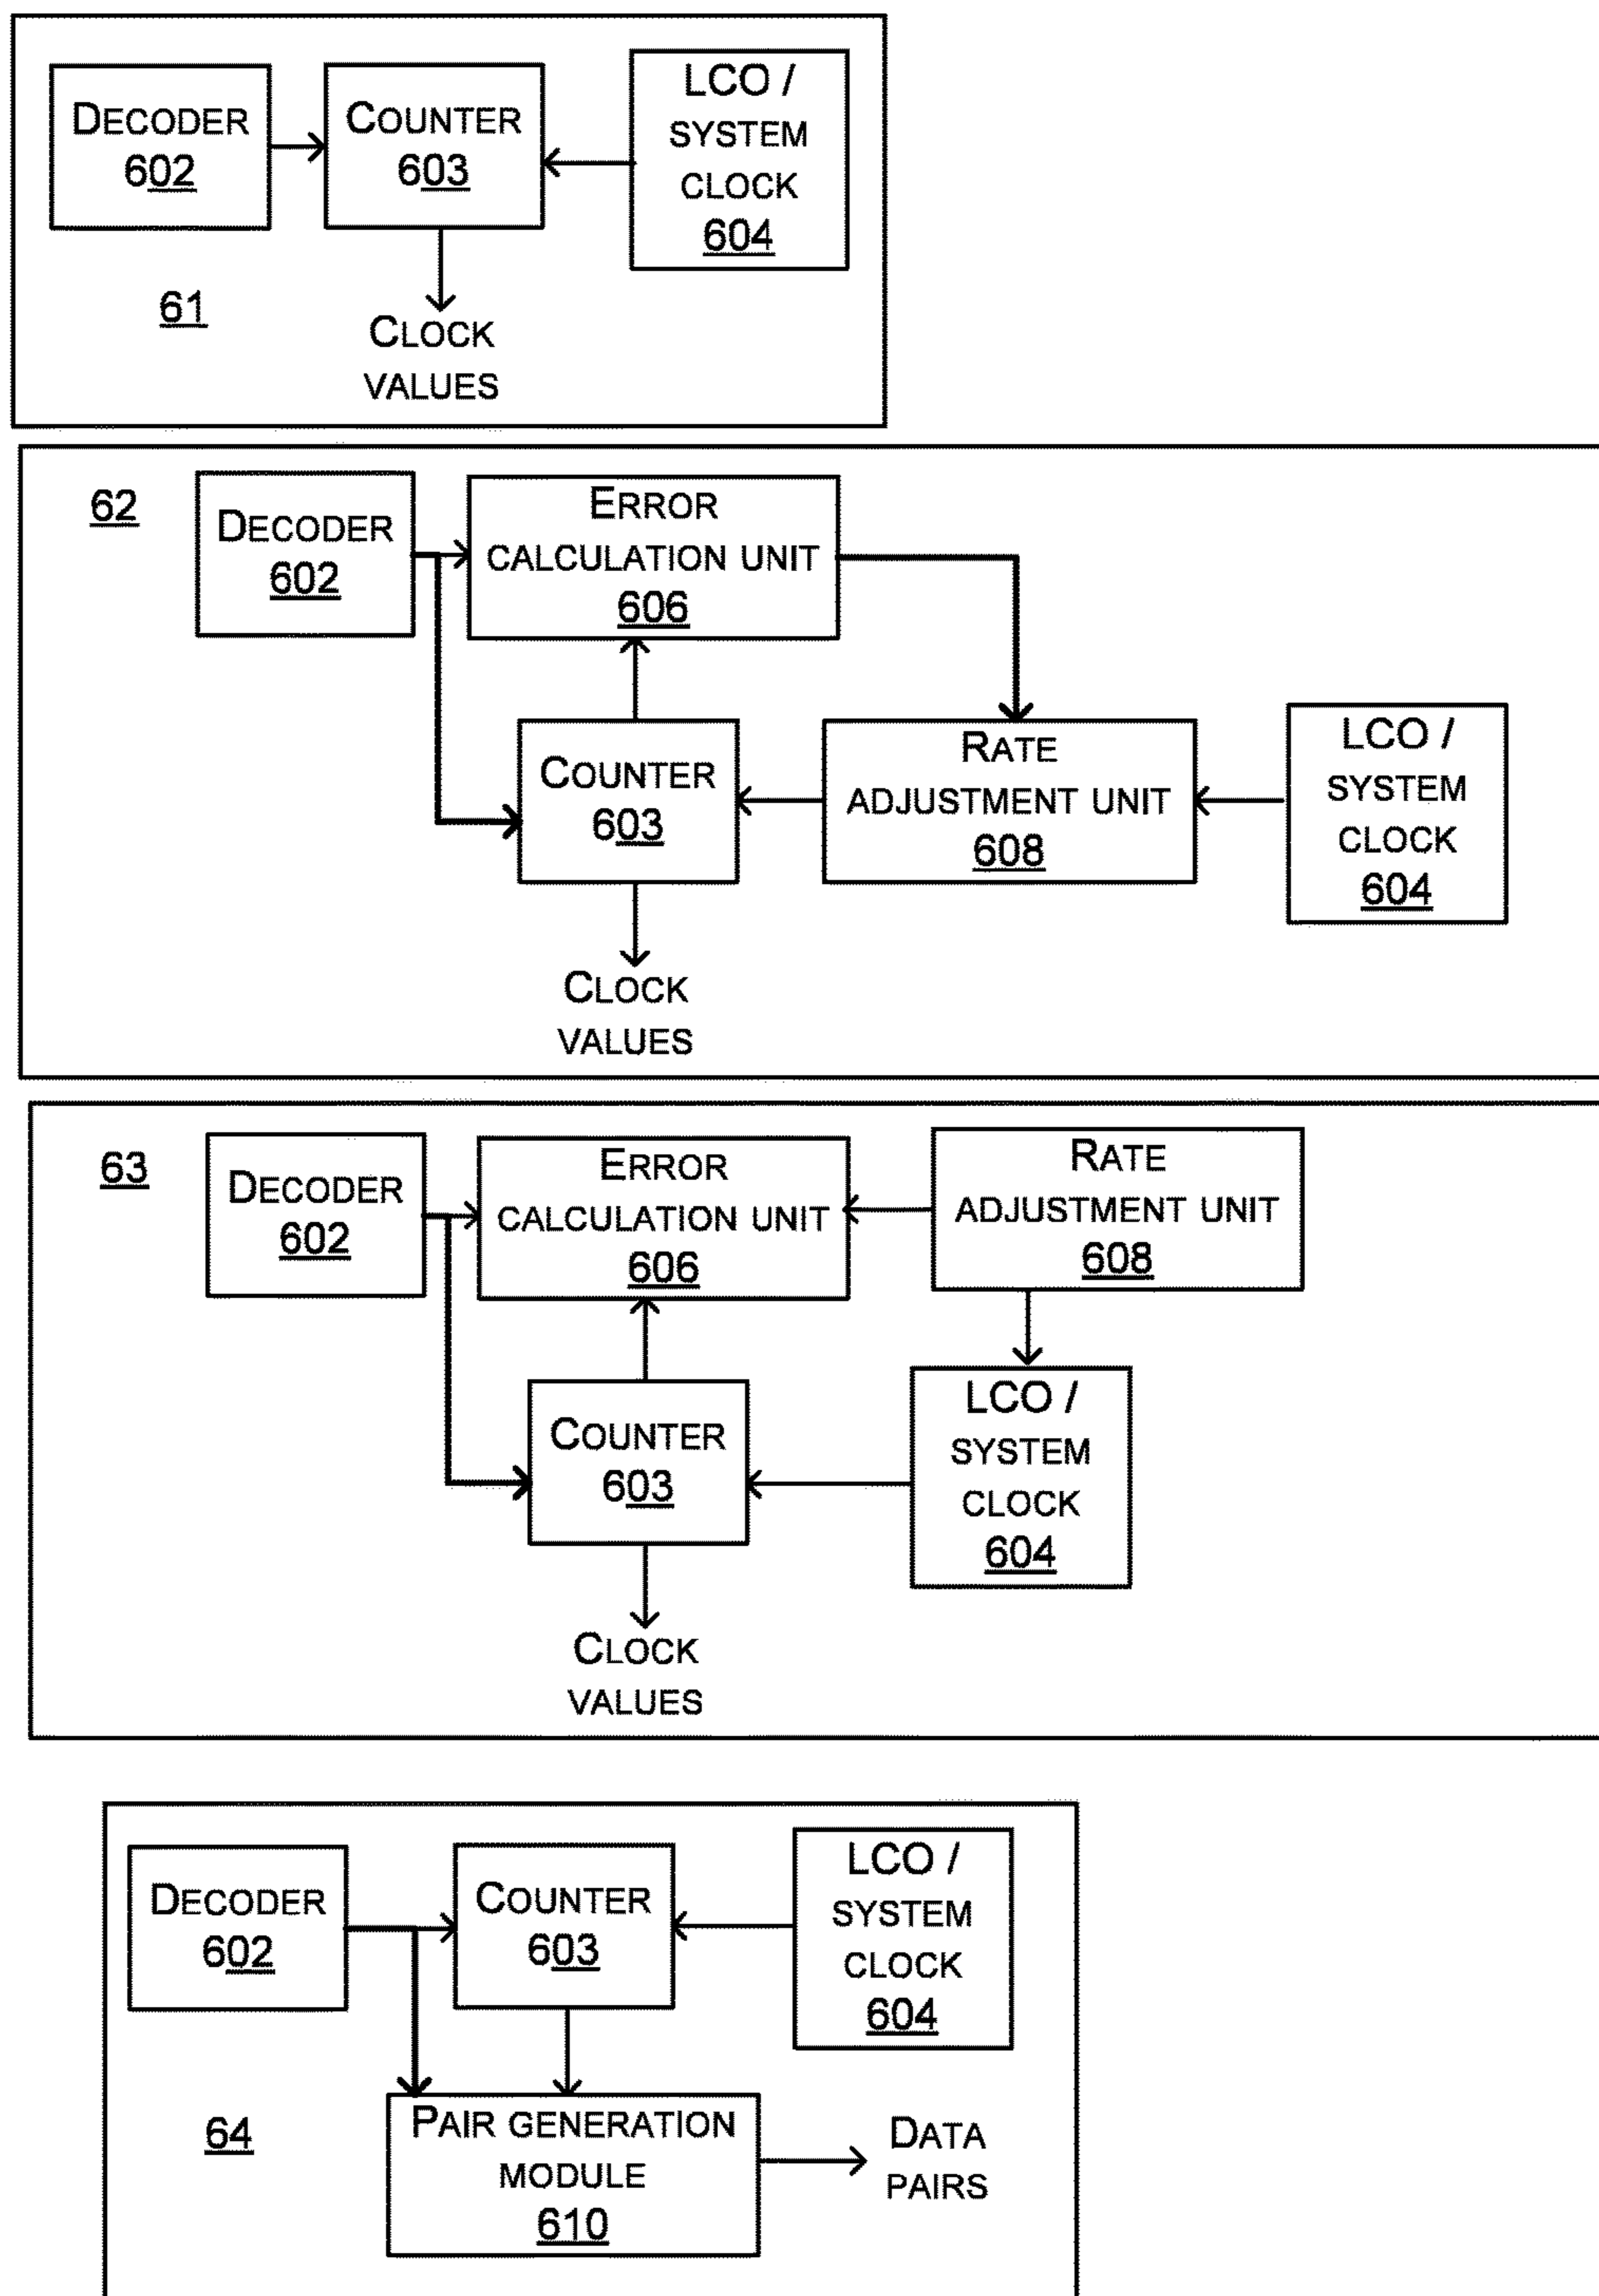 DECODER
602
COUNTER
603
LCO /
SYSTEM
CLOCK
604
61
CLOCK
VALUES
62
DECODER
602
ERROR
CALCULATION UNIT
606
COUNTER
603
RATE
ADJUSTMENT UNIT
608
LCO /
SYSTEM
CLOCK
604
CLOCK
VALUES
63
DECODER
602
ERROR
CALCULATION UNIT
606
RATE
ADJUSTMENT UNIT
608
COUNTER
603
LCO /
SYSTEM
CLOCK
604
CLOCK
VALUES
DECODER
602
COUNTER
603
LCO /
SYSTEM
CLOCK
604
64
PAIR GENERATION
MODULE
610
DATA
PAIRS